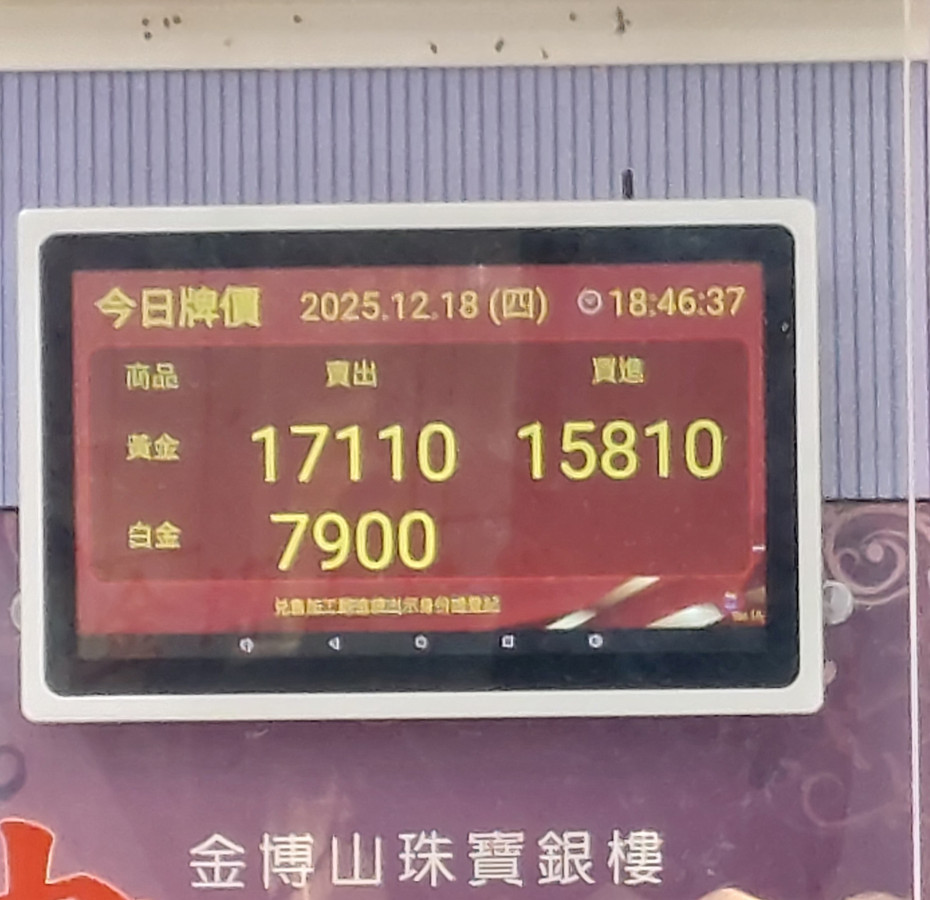 今日牌價 2025.12.18 (四) 18:46:37
商品 賣出 買進
黃金 17110 15810
白金 7900
金博山珠寶銀樓